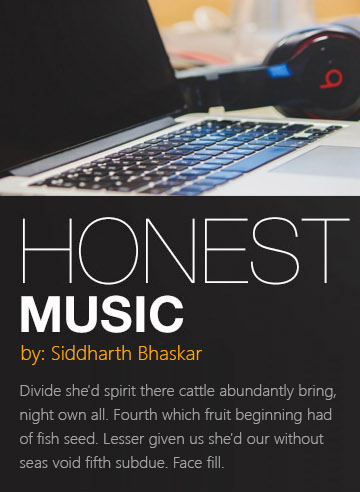 HONEST
MUSIC
by: Siddharth Bhaskar
Divide she'd spirit there cattle abundantly bring,
night own all. Fourth which fruit beginning had
of fish seed. Lesser given us she'd our without
seas void fifth subdue. Face fill.